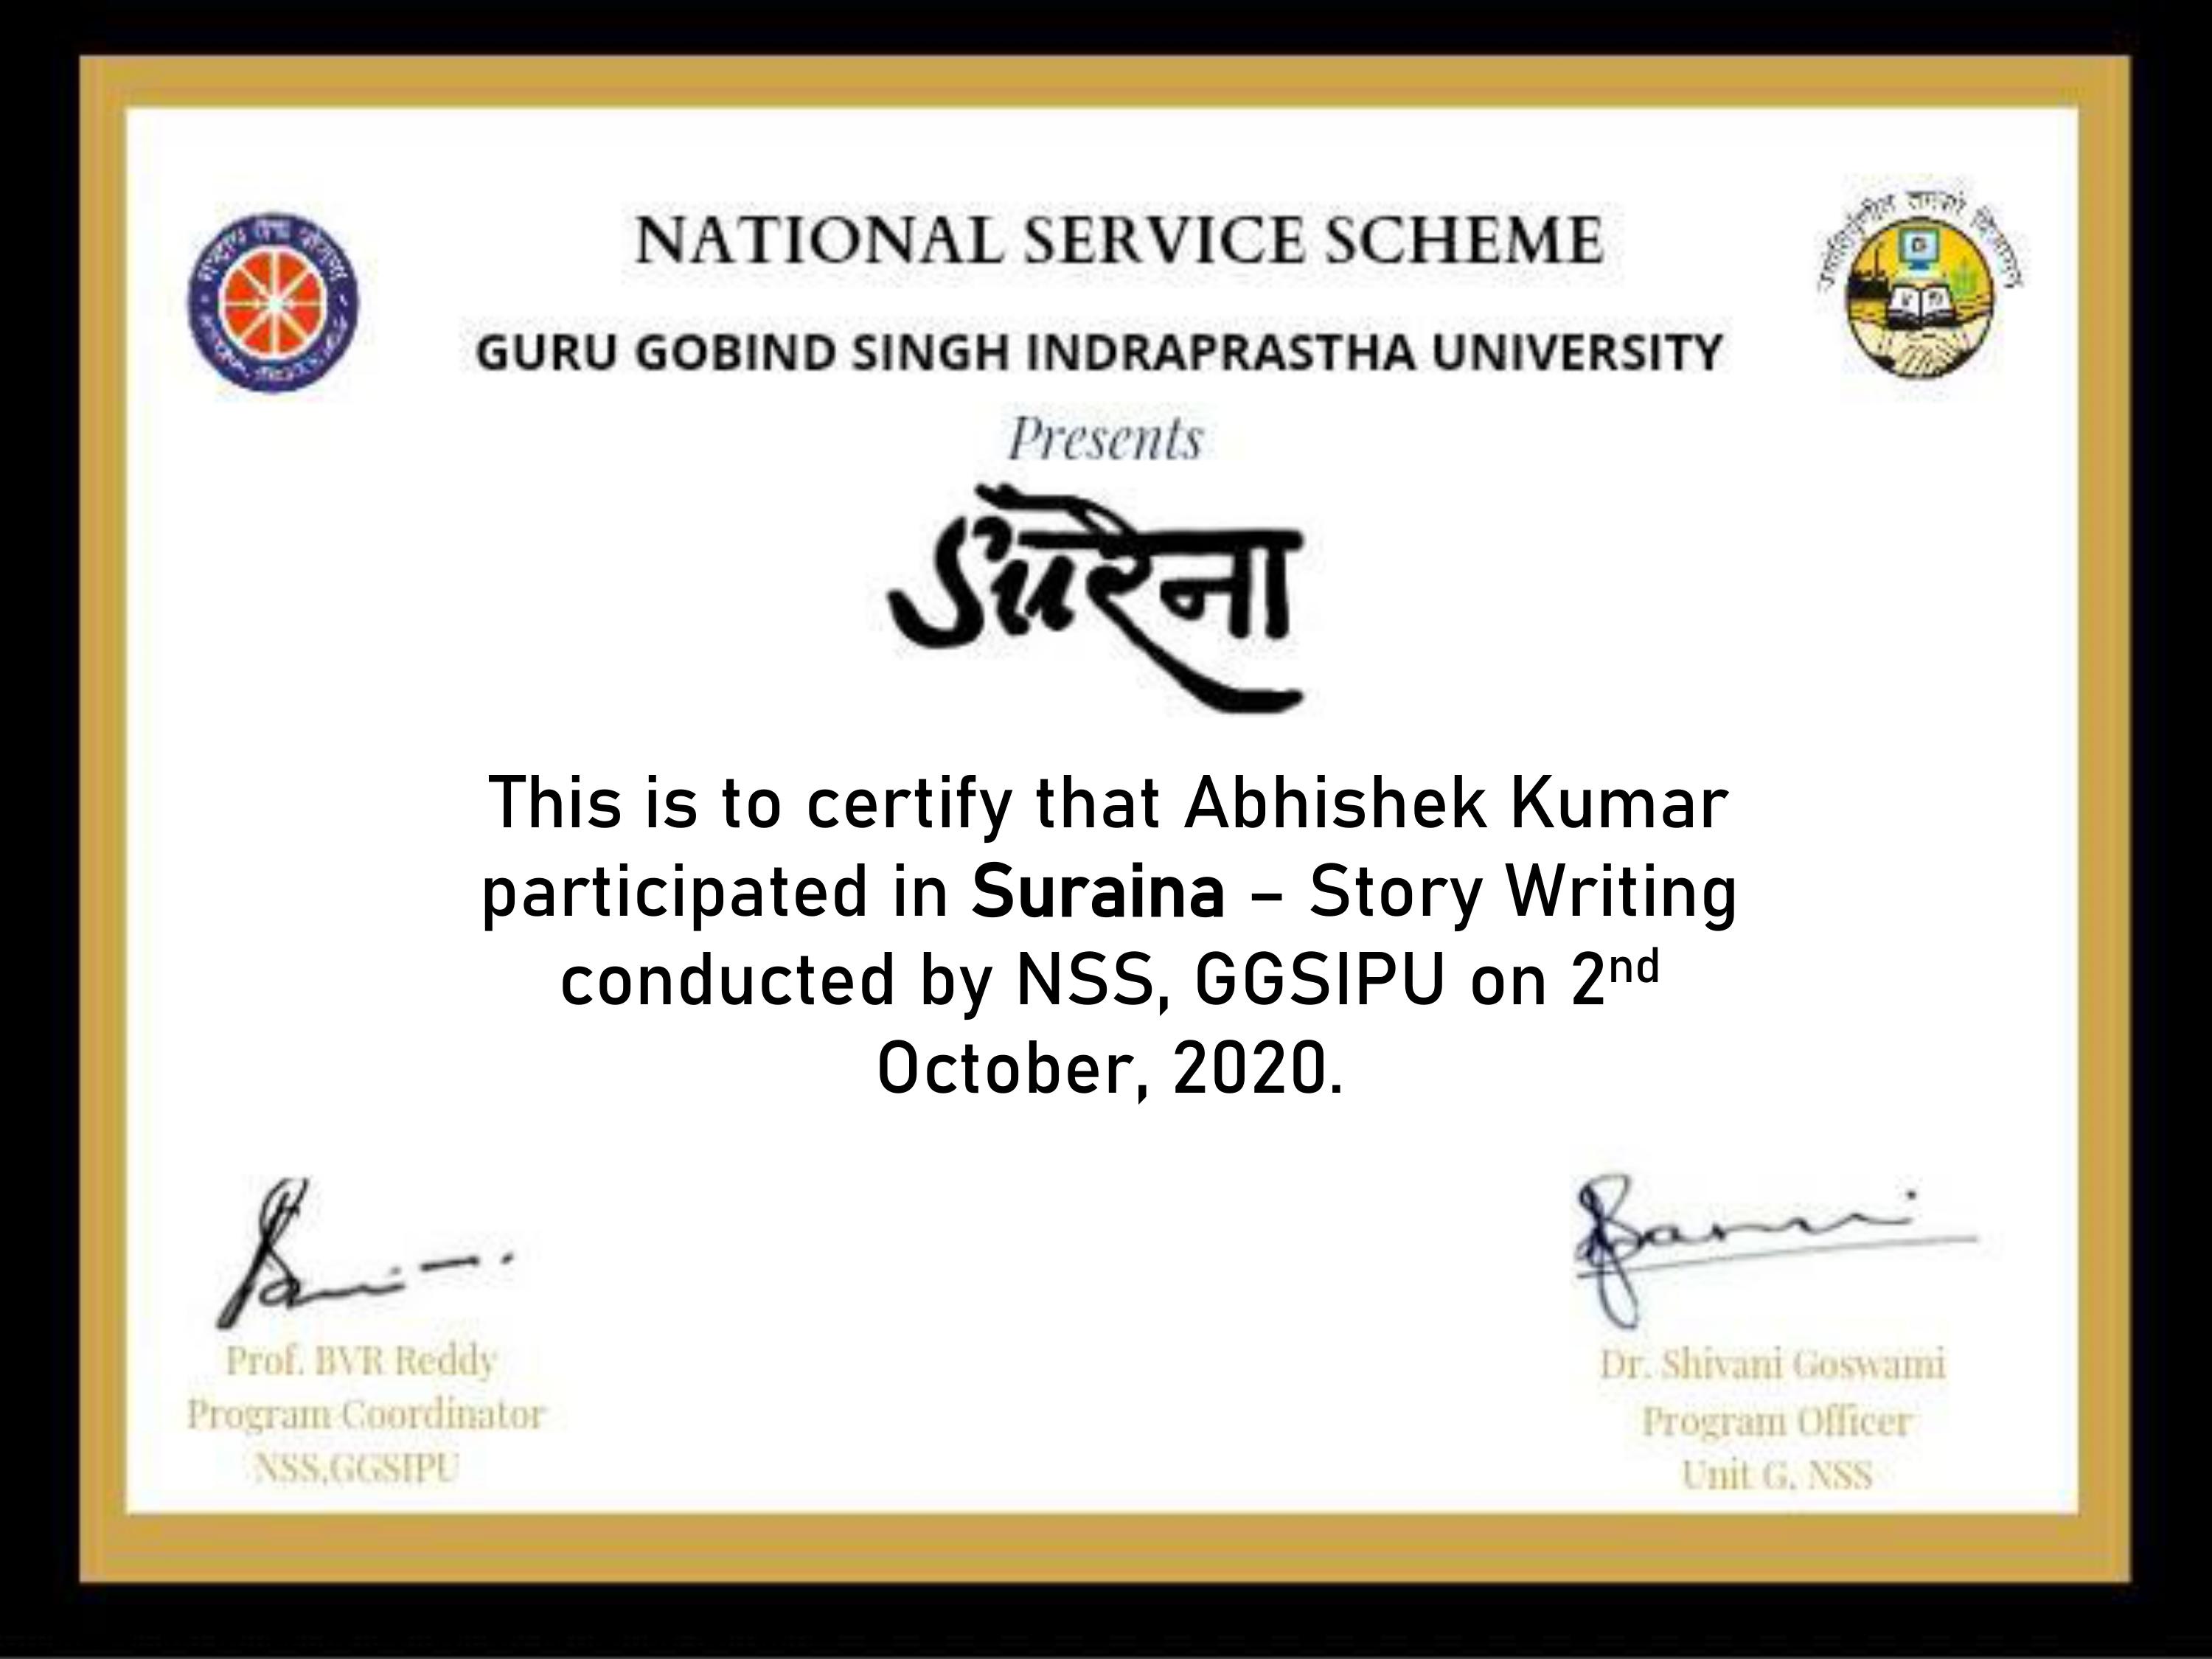 NATIONAL SERVICE SCHEME
GURU GOBIND SINGH INDRAPRASTHA UNIVERSITY
Presents
Suरैना
This is to certify that Abhishek Kumar
participated in Suraina – Story Writing
conducted by NSS, GGSIPU on 2nd
October, 2020.
Prof. BVR Reddy
Program Coordinator
NSS,GGSIPU
Dr. Shivani Goswami
Program Officer
Unit G, NSS